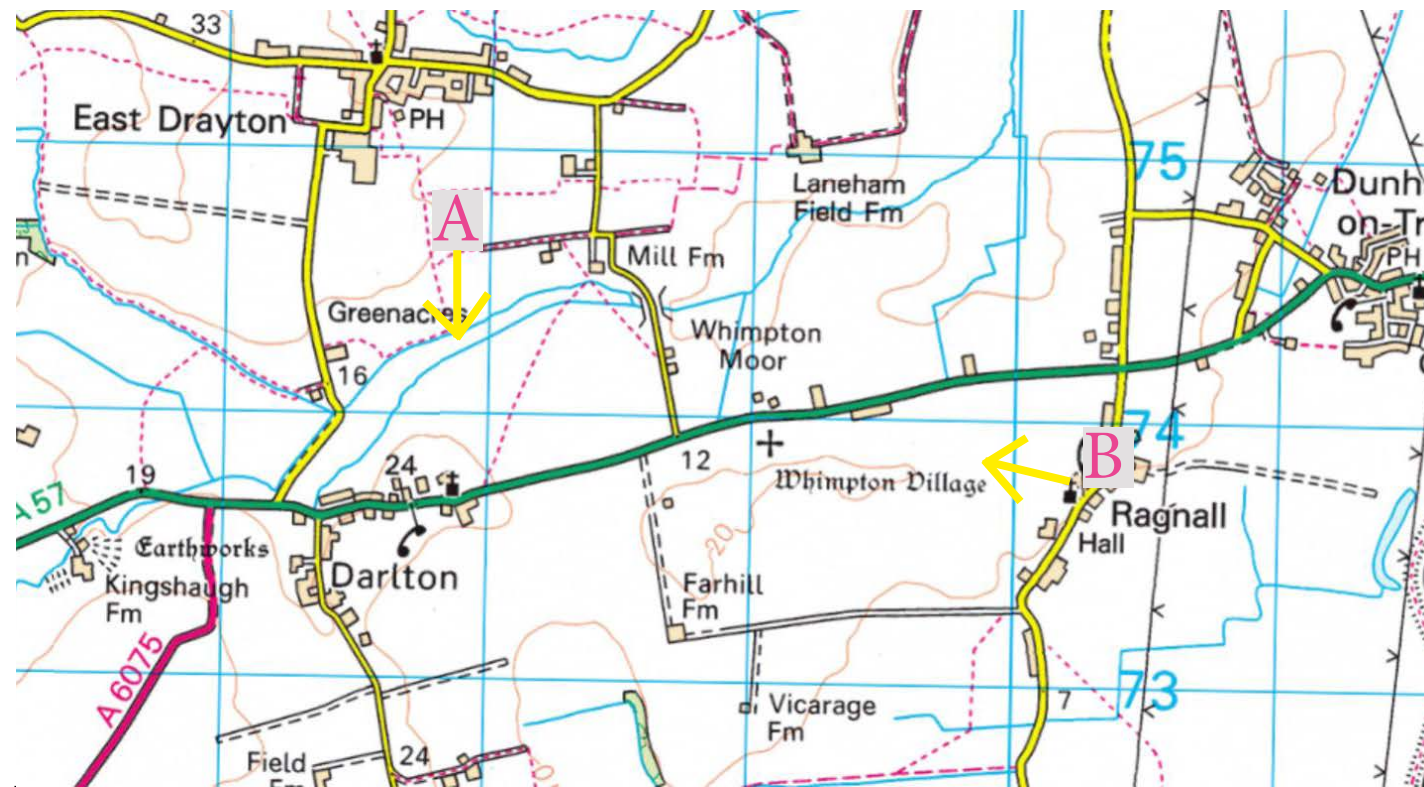 33
East Drayton
PH
75
Laneham
Field Fm
Dunh
on-Tr
PH
A
n
Mill Fm
Greenacres
Whimpton
Moor
16
74
B
19
24
12
Whimpton Village
A 57
Ragnall
Hall
Earthworks
Kingshaugh
Fm
Darlton
20
Farhill
Fm
A 6075
73
7
Vicarage
Fm
Field
Fm
24